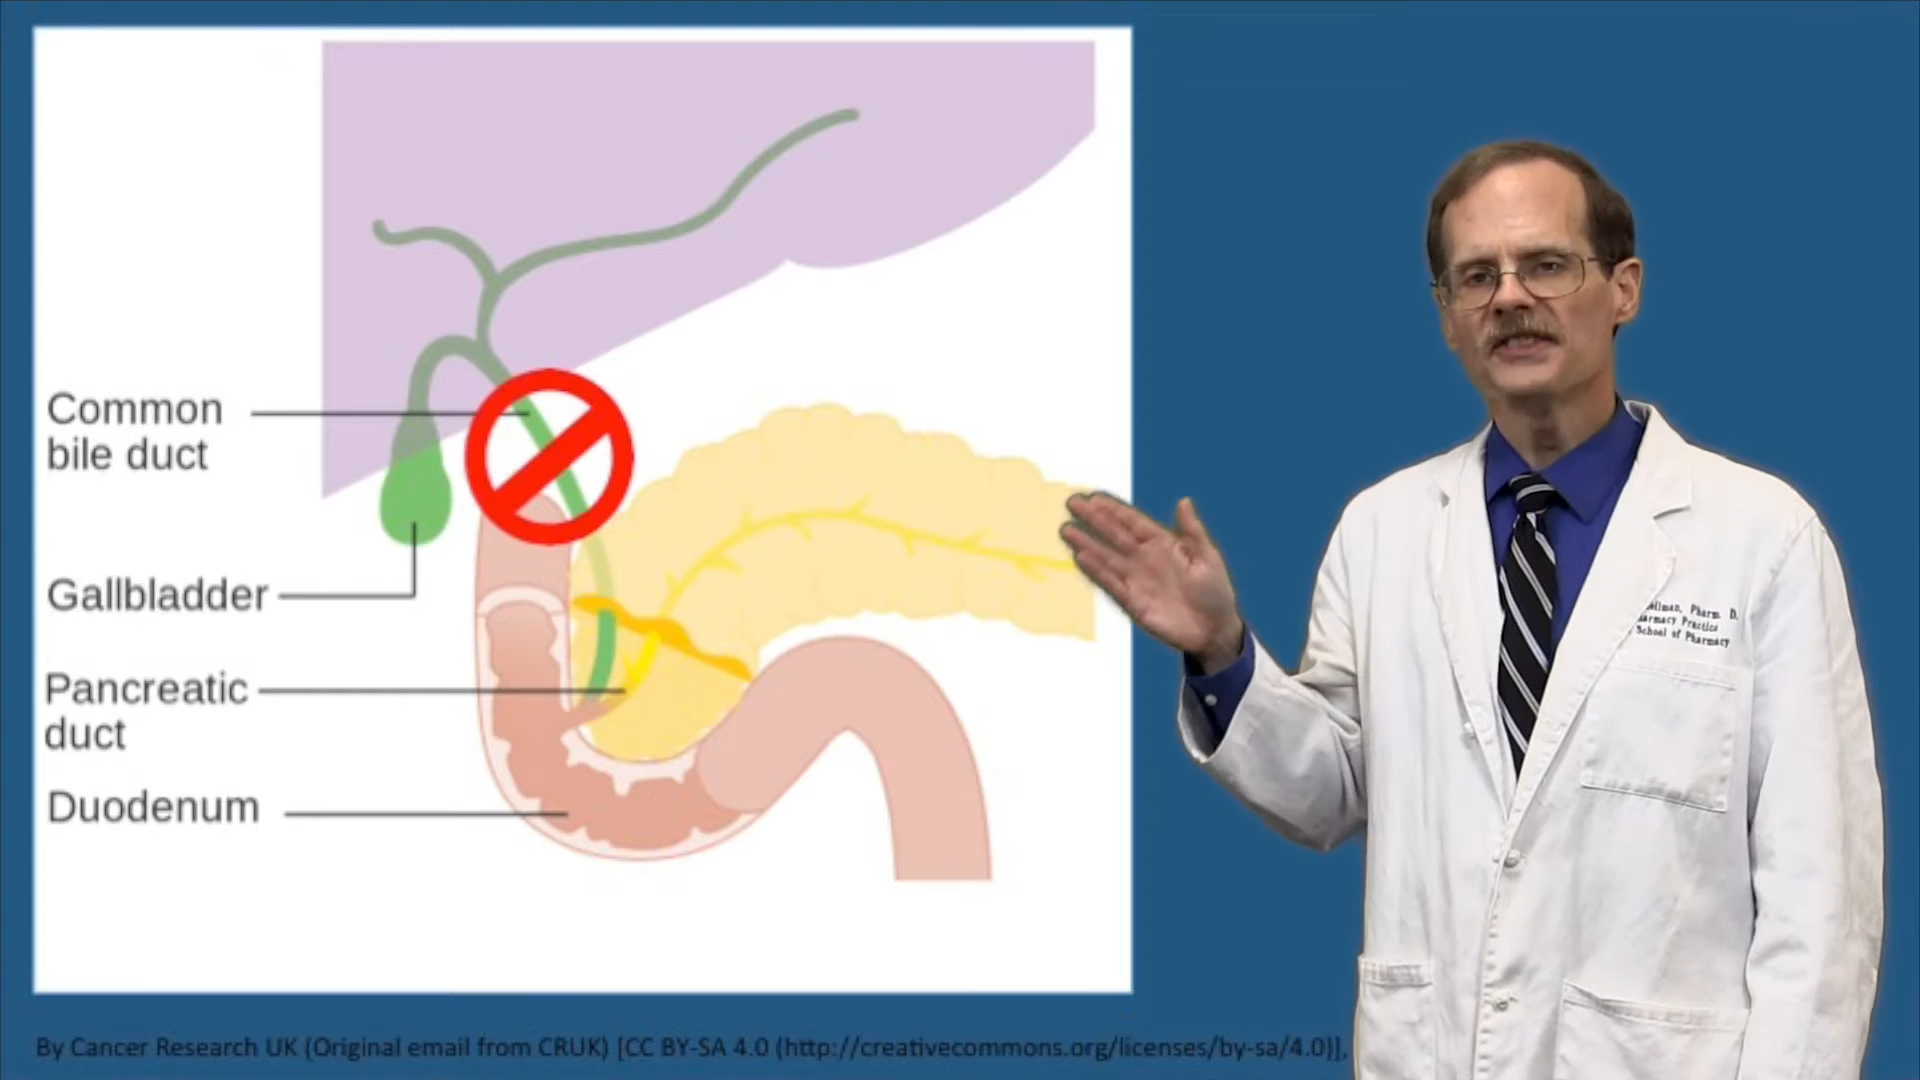 Common
bile duct
Gallbladder
Pancreatic
duct
Duodenum
Pharm. D.
School of Pharmacy
By Cancer Research UK (Original email from CRUK) [CC BY-SA 4.0 (http://creativecommons.org/licenses/by-sa/4.0)],